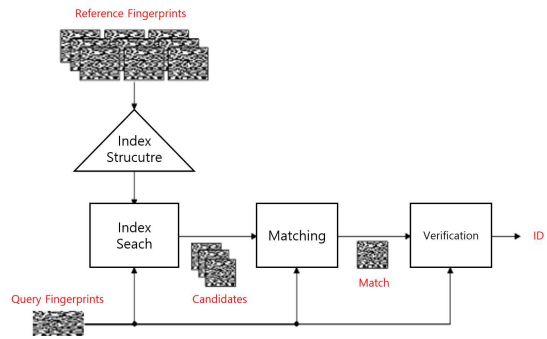 Reference Fingerprints
Index
Strucutre
Index
Seach
Matching
Verification
ID
Candidates
Match
Query Fingerprints